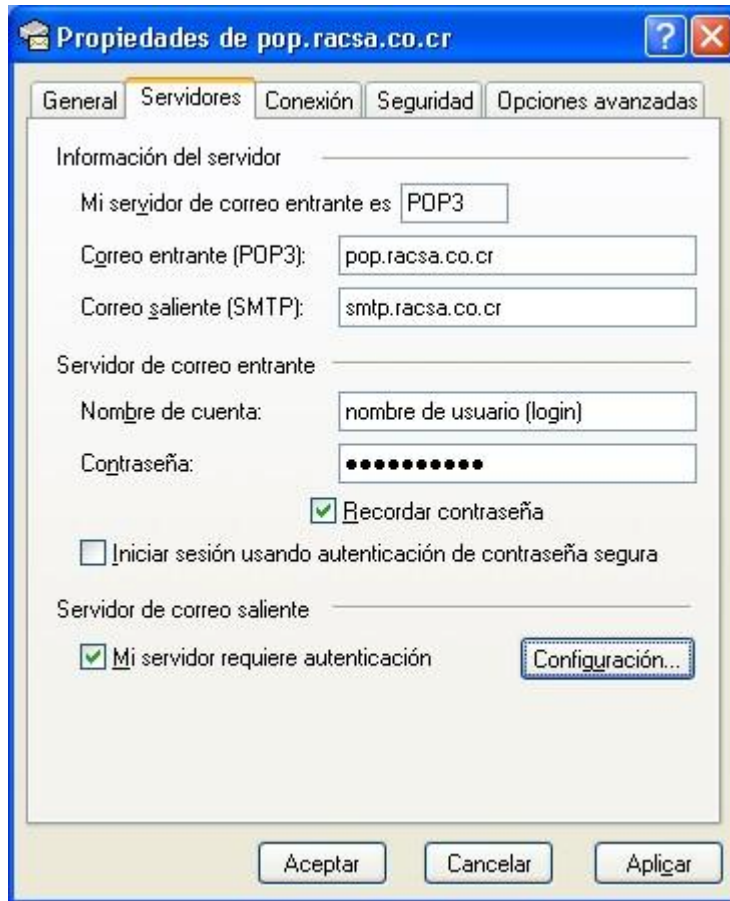 Propiedades de pop.racsa.co.cr
General Servidores Conexión Seguridad Opciones avanzadas
Información del servidor
Mi servidor de correo entrante es POP3
Correo entrante (POP3): pop.racsa.co.cr
Correo saliente (SMTP): smtp.racsa.co.cr
Servidor de correo entrante
Nombre de cuenta: nombre de usuario (login)
Contraseña: ●●●●●●●●●●
Recordar contraseña
Iniciar sesión usando autenticación de contraseña segura
Servidor de correo saliente
Mi servidor requiere autenticación Configuración...
Aceptar Cancelar Aplicar